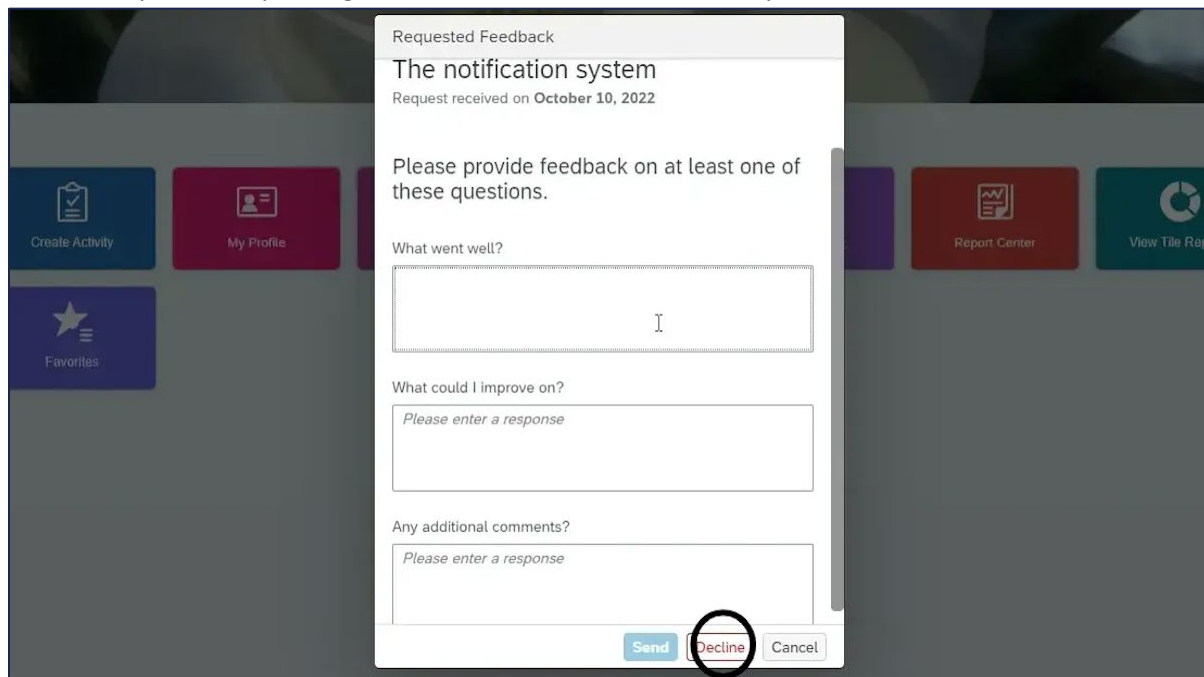 Requested Feedback
The notification system
Request received on October 10, 2022
Please provide feedback on at least one of
these questions.
What went well?
What could I improve on?
Please enter a response
Any additional comments?
Please enter a response
Send Decline Cancel
Create Activity
My Profile
Report Center
View Tile Rep
Favorites